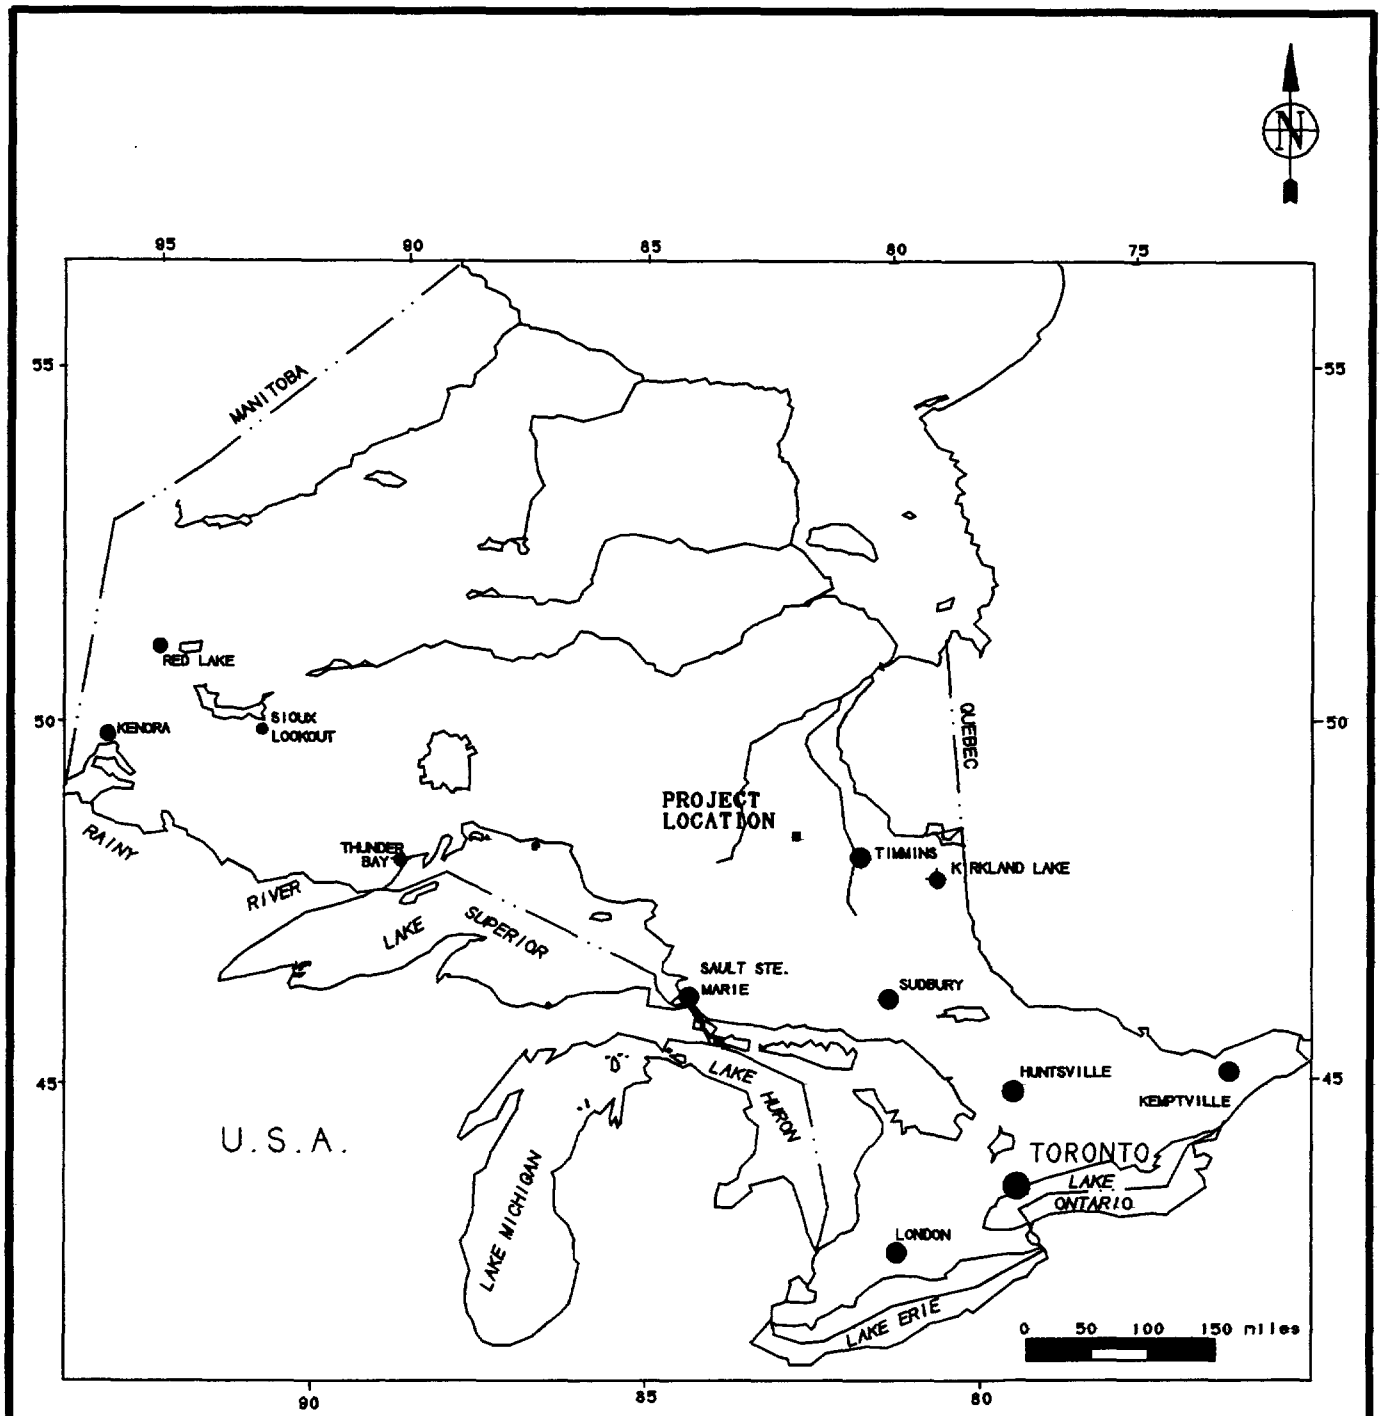 N
95 90 85 80 75
55 55
MANITOBA
RED LAKE
50 50
KENORA
SIOUX
LOOKOUT
QUEBEC
PROJECT
LOCATION
RAINY
RIVER
THUNDER
BAY
TIMMINS
KIRKLAND LAKE
LAKE SUPERIOR
SAULT STE.
MARIE
SUDBURY
45 45
LAKE HURON
HUNTSVILLE
KEMPTVILLE
U.S.A.
TORONTO
LAKE
ONTARIO
LAKE MICHIGAN
LONDON
LAKE ERIE
0 50 100 150 miles
90 85 80